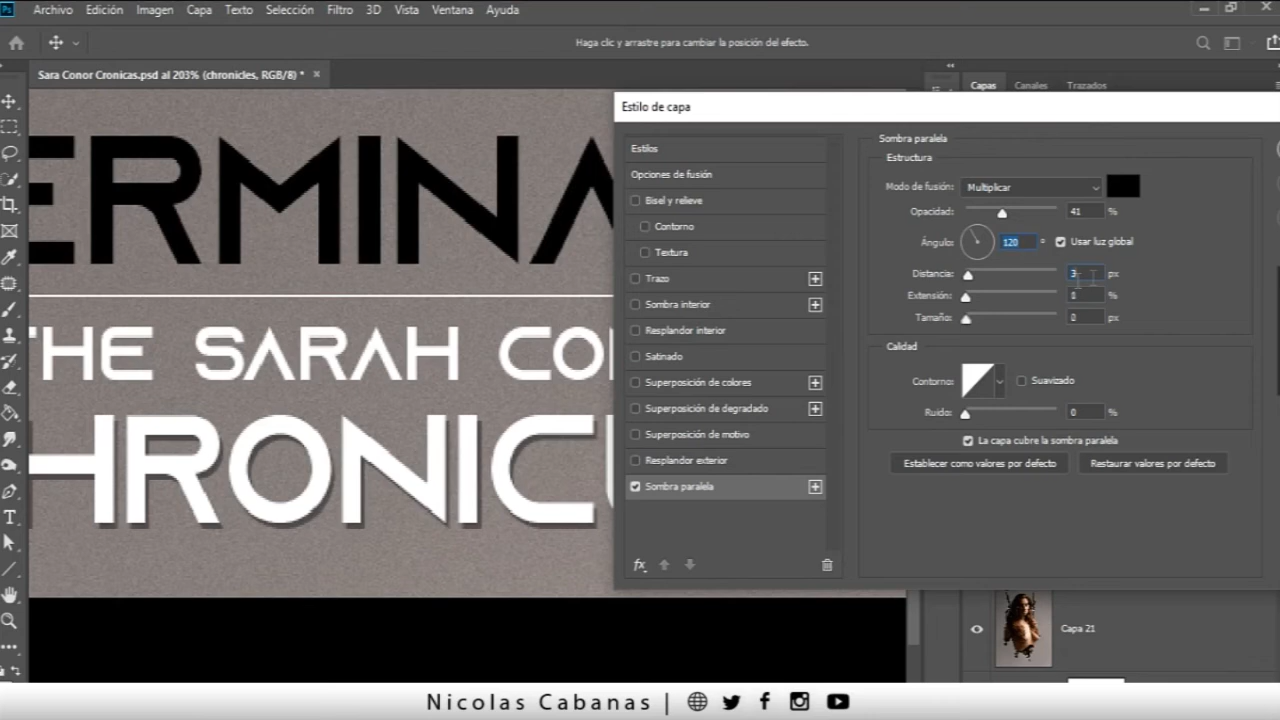 Archivo Edición Imagen Capa Texto Selección Filtro 3D Vista Ventana Ayuda
Haga clic y arrastre para cambiar la posición del efecto.
Sara Conor Cronicas.psd al 203% (chronicles, RGB/8) *
Capas Canales Trazados
Estilo de capa
Estilos
Opciones de fusión
Bisel y relieve
Contorno
Textura
Trazo
Sombra interior
Resplandor interior
Satinado
Superposición de colores
Superposición de degradado
Superposición de motivo
Resplandor exterior
Sombra paralela
fx
Sombra paralela
Estructura
Modo de fusión: Multiplicar
Opacidad: 41 %
Ángulo: 120 ° Usar luz global
Distancia: 3 px
Extensión: 0 %
Tamaño: 0 px
Calidad
Contorno: Suavizado
Ruido: 0 %
La capa cubre la sombra paralela
Establecer como valores por defecto Restaurar valores por defecto
ERMINA
THE SARAH CO
HRONIC
Capa 21
Nicolas Cabanas |